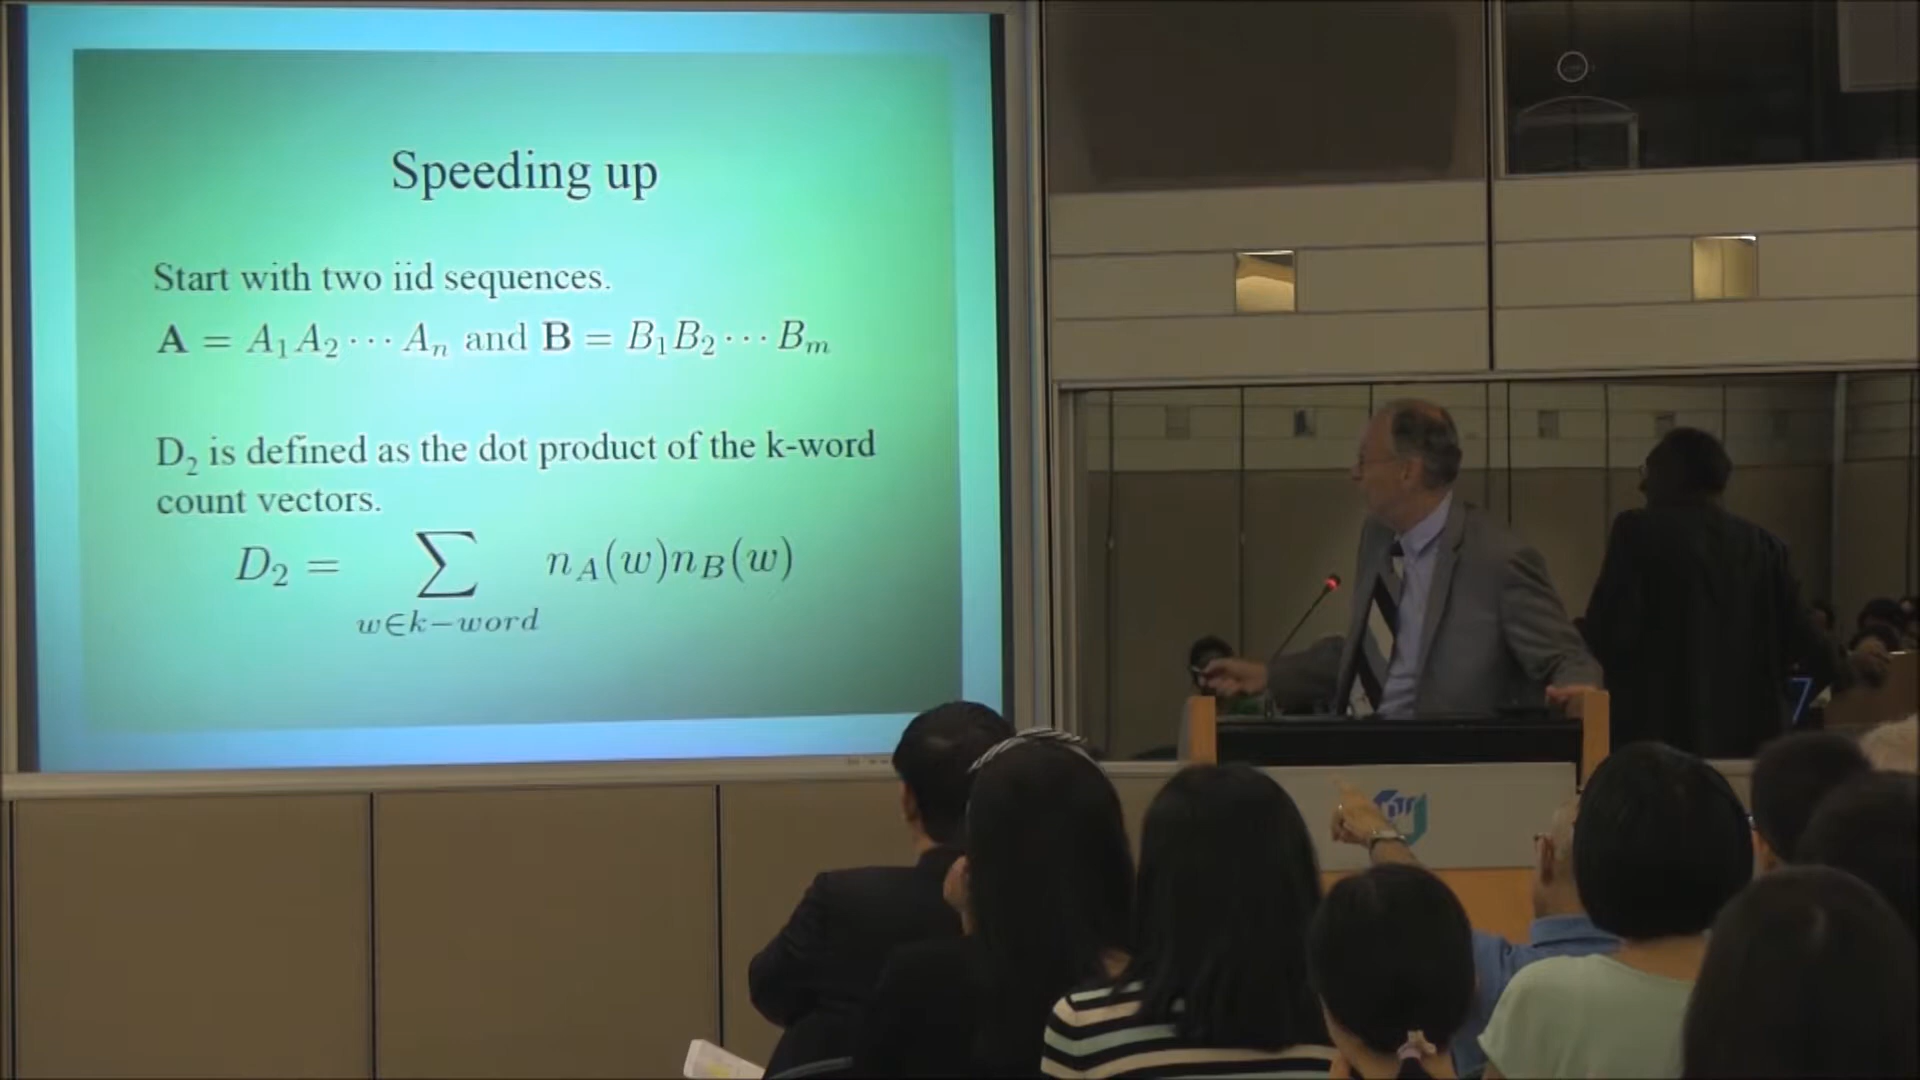 Speeding up
Start with two iid sequences.
A = A₁A₂⋯Aₙ and B = B₁B₂⋯Bₘ
D₂ is defined as the dot product of the k-word
count vectors.
D₂ = ∑ n_A(w)n_B(w)
w∈k−word